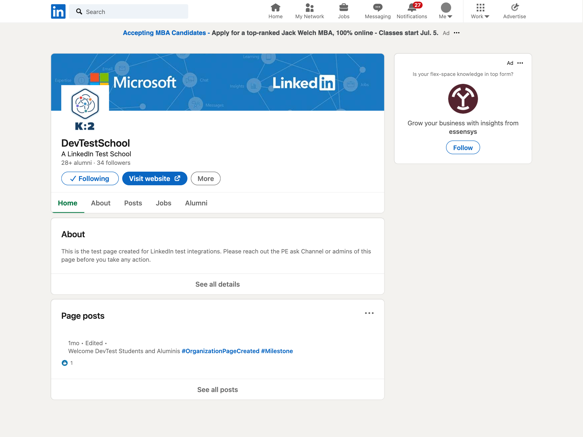 in
Search
Home
My Network
Jobs
Messaging
27
Notifications
Me
Work
Advertise
Accepting MBA Candidates - Apply for a top-ranked Jack Welch MBA, 100% online - Classes start Jul. 5. Ad
Microsoft
LinkedIn
K:2
DevTestSchool
A LinkedIn Test School
28+ alumni · 34 followers
Following
Visit website
More
Home
About
Posts
Jobs
Alumni
About
This is the test page created for LinkedIn test integrations. Please reach out the PE ask Channel or admins of this
page before you take any action.
See all details
Page posts
1mo • Edited •
Welcome DevTest Students and Aluminis #OrganizationPageCreated #Milestone
1
See all posts
Ad
Is your flex-space knowledge in top form?
Grow your business with insights from
essensys
Follow